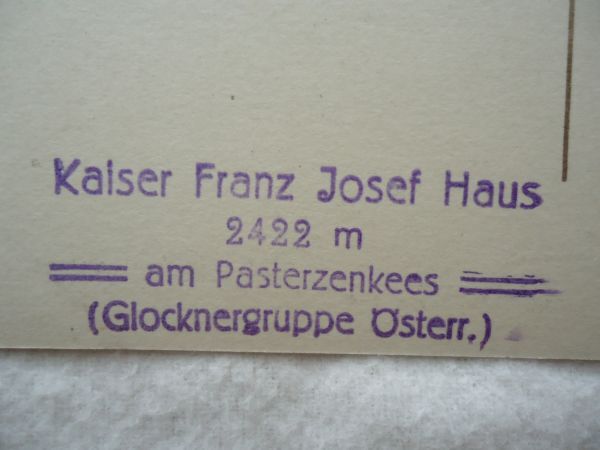 Kaiser Franz Josef Haus
2422 m
am Pasterzenkees
(Glocknergruppe Österr.)